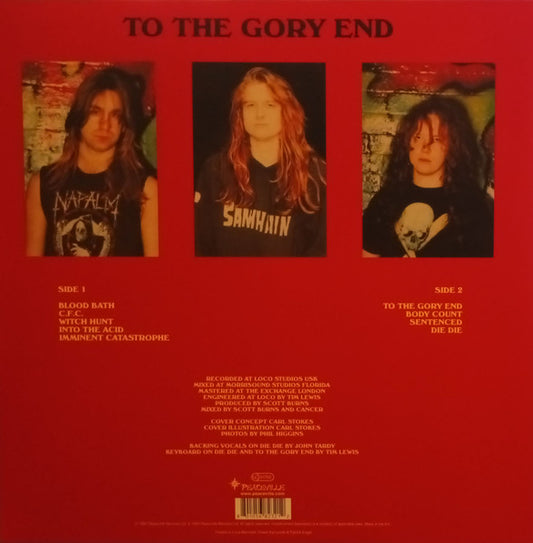 TO THE GORY END
NAPALM
SAMHAIN
SIDE 1
BLOOD BATH
C.F.C.
WITCH HUNT
INTO THE ACID
IMMINENT CATASTROPHE
SIDE 2
TO THE GORY END
BODY COUNT
SENTENCED
DIE DIE
RECORDED AT LOCO STUDIOS USK
MIXED AT MORRISOUND STUDIOS FLORIDA
MASTERED AT THE EXCHANGE LONDON
ENGINEERED AT LOCO BY TIM LEWIS
PRODUCED BY SCOTT BURNS
MIXED BY SCOTT BURNS AND CANCER
COVER CONCEPT CARL STOKES
COVER ILLUSTRATION CARL STOKES
PHOTOS BY PHIL HIGGINS
BACKING VOCALS ON DIE DIE BY JOHN TARDY
KEYBOARD ON DIE DIE AND TO THE GORY END BY TIM LEWIS
PEACEVILLE
www.peaceville.com